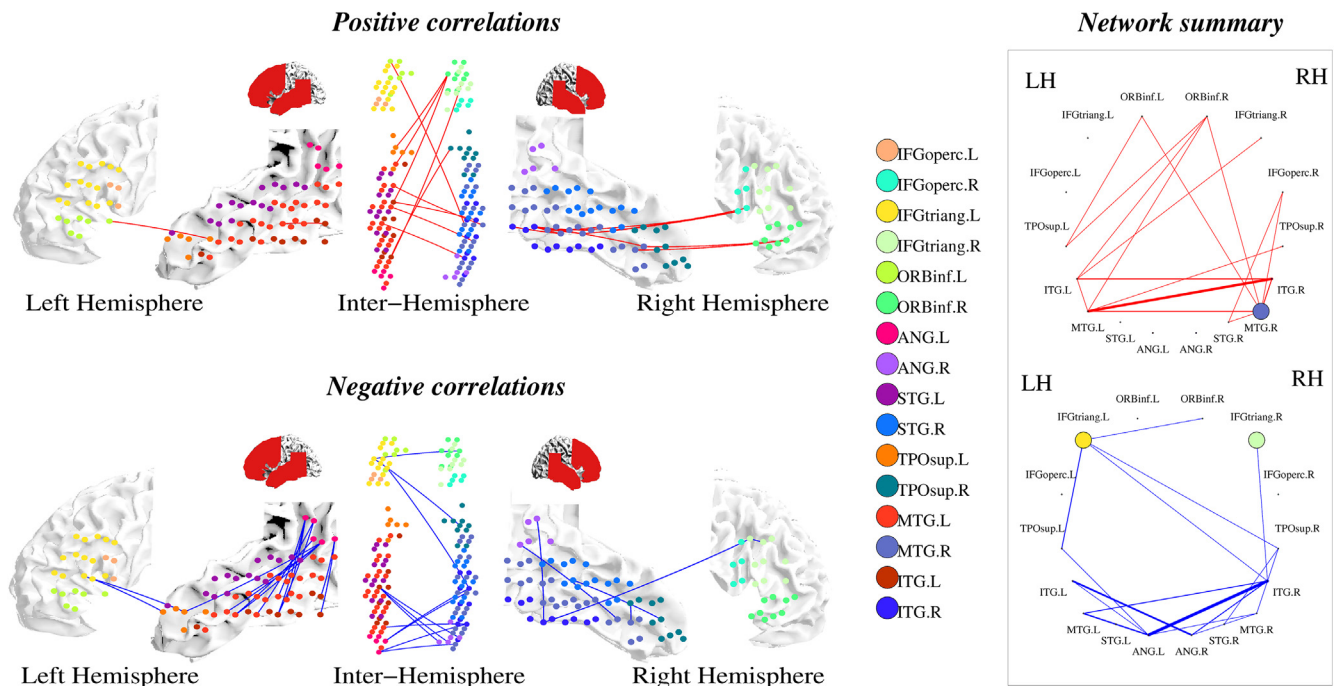 Positive correlations
Left Hemisphere
Inter-Hemisphere
Right Hemisphere
Negative correlations
Left Hemisphere
Inter-Hemisphere
Right Hemisphere
IFGoperc.L
IFGoperc.R
IFGtriang.L
IFGtriang.R
ORBinf.L
ORBinf.R
ANG.L
ANG.R
STG.L
STG.R
TPOsup.L
TPOsup.R
MTG.L
MTG.R
ITG.L
ITG.R
Network summary
LH
RH
ORBinf.L
ORBinf.R
IFGtriang.L
IFGtriang.R
IFGoperc.L
IFGoperc.R
TPOsup.L
TPOsup.R
ITG.L
ITG.R
MTG.L
MTG.R
STG.L
STG.R
ANG.L
ANG.R
LH
RH
ORBinf.L
ORBinf.R
IFGtriang.L
IFGtriang.R
IFGoperc.L
IFGoperc.R
TPOsup.L
TPOsup.R
ITG.L
ITG.R
MTG.L
MTG.R
STG.L
STG.R
ANG.L
ANG.R